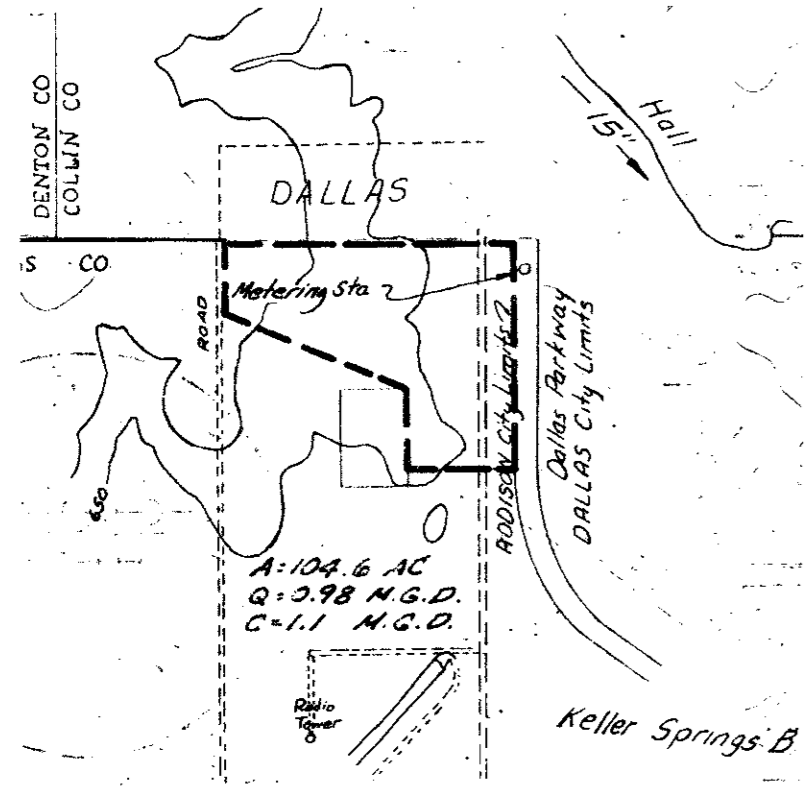 DENTON CO
COLLIN CO
Hall
15"
DALLAS
S CO
Metering Sta
ROAD
ADDISON City Limits
Dallas Parkway
DALLAS City Limits
650
A=104.6 AC
Q=0.98 M.G.D.
C=1.1 M.G.D.
Radio
Tower
Keller Springs B